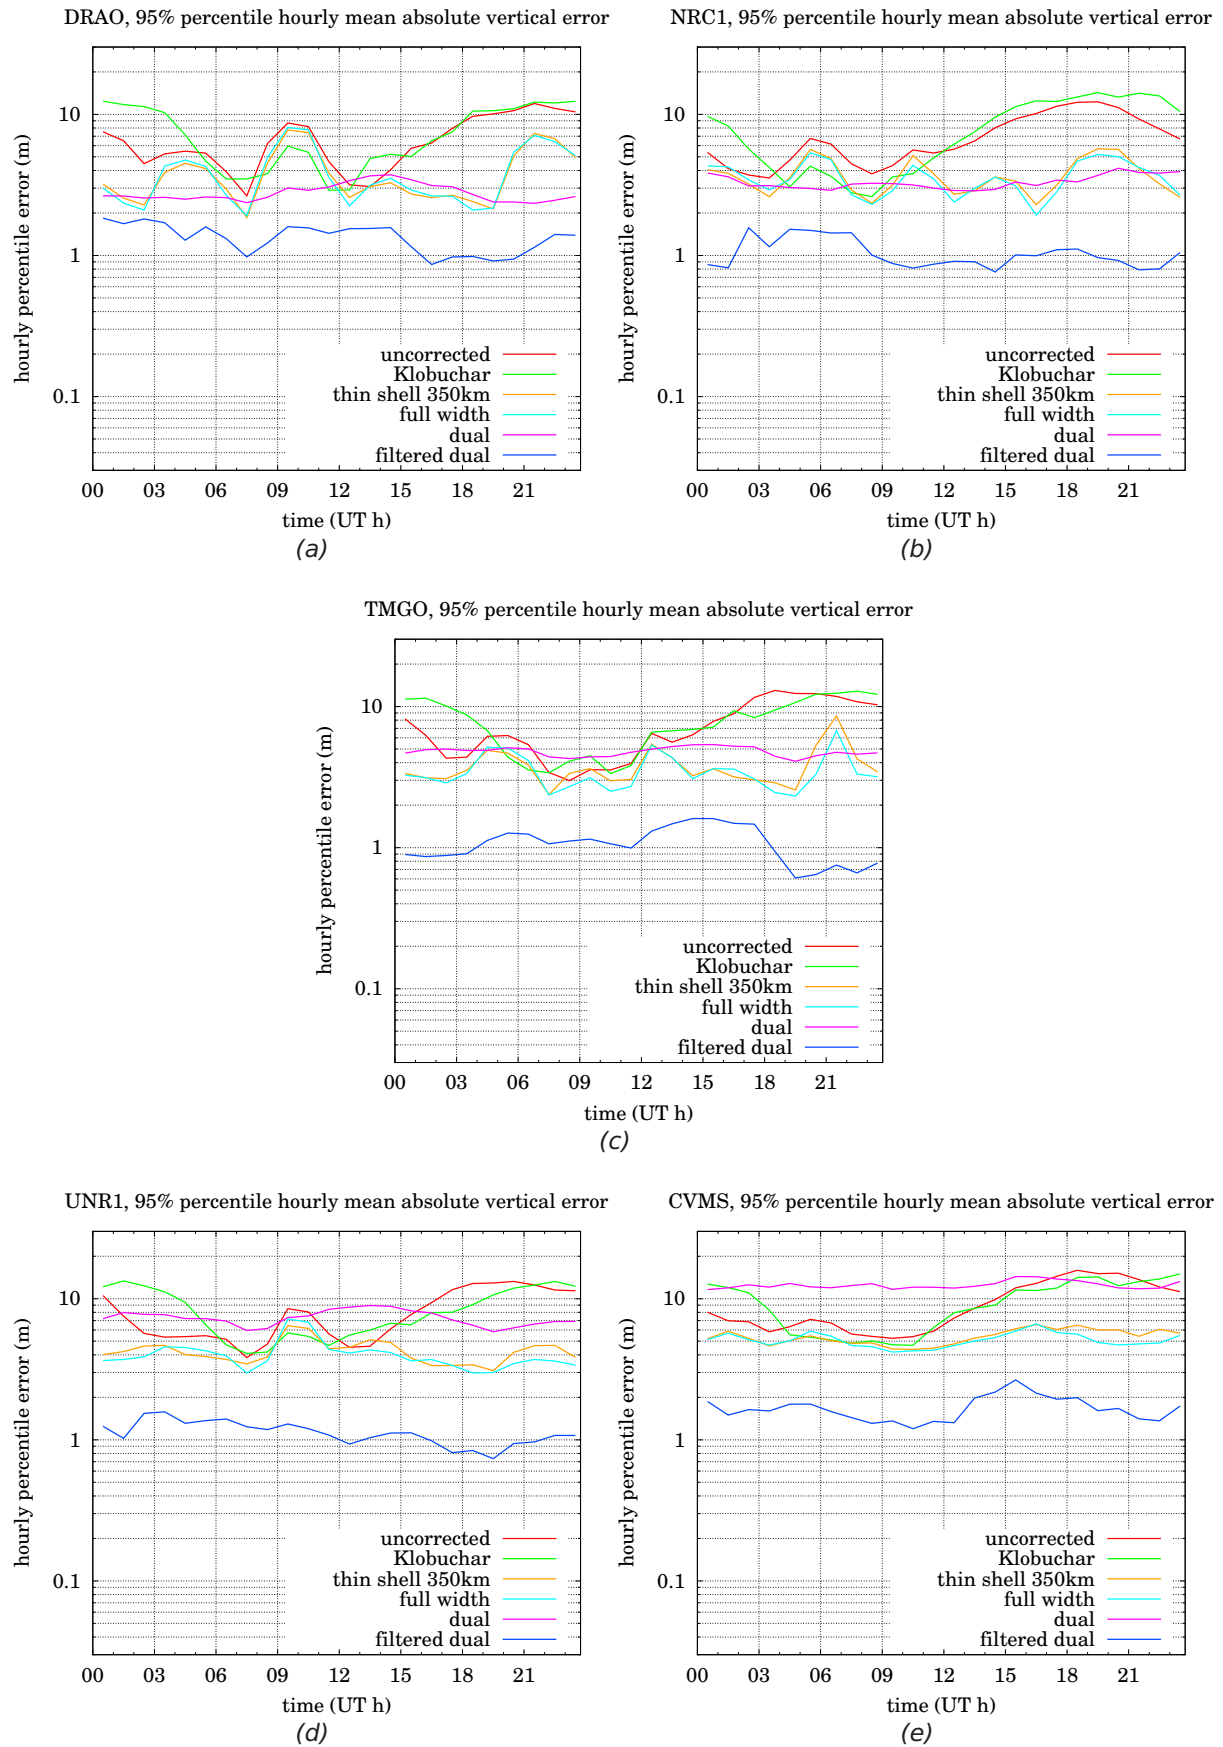 DRAO, 95% percentile hourly mean absolute vertical error
hourly percentile error (m)
10
1
0.1
uncorrected
Klobuchar
thin shell 350km
full width
dual
filtered dual
00 03 06 09 12 15 18 21
time (UT h)
(a)
NRC1, 95% percentile hourly mean absolute vertical error
hourly percentile error (m)
10
1
0.1
uncorrected
Klobuchar
thin shell 350km
full width
dual
filtered dual
00 03 06 09 12 15 18 21
time (UT h)
(b)
TMGO, 95% percentile hourly mean absolute vertical error
hourly percentile error (m)
10
1
0.1
uncorrected
Klobuchar
thin shell 350km
full width
dual
filtered dual
00 03 06 09 12 15 18 21
time (UT h)
(c)
UNR1, 95% percentile hourly mean absolute vertical error
hourly percentile error (m)
10
1
0.1
uncorrected
Klobuchar
thin shell 350km
full width
dual
filtered dual
00 03 06 09 12 15 18 21
time (UT h)
(d)
CVMS, 95% percentile hourly mean absolute vertical error
hourly percentile error (m)
10
1
0.1
uncorrected
Klobuchar
thin shell 350km
full width
dual
filtered dual
00 03 06 09 12 15 18 21
time (UT h)
(e)